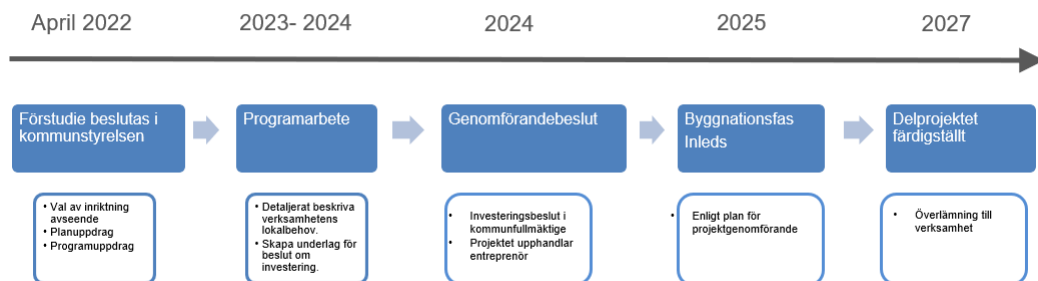 April 2022
2023- 2024
2024
2025
2027
Förstudie beslutas i
kommunstyrelsen
Programarbete
Genomförandebeslut
Byggnationsfas
Inleds
Delprojektet
färdigställt
• Val av inriktning
avseende
• Planuppdrag
• Programuppdrag
• Detaljerat beskriva
verksamhetens
lokalbehov.
• Skapa underlag för
beslut om
investering.
• Investeringsbeslut i
kommunfullmäktige
• Projektet upphandlar
entreprenör
• Enligt plan för
projektgenomförande
• Överlämning till
verksamhet